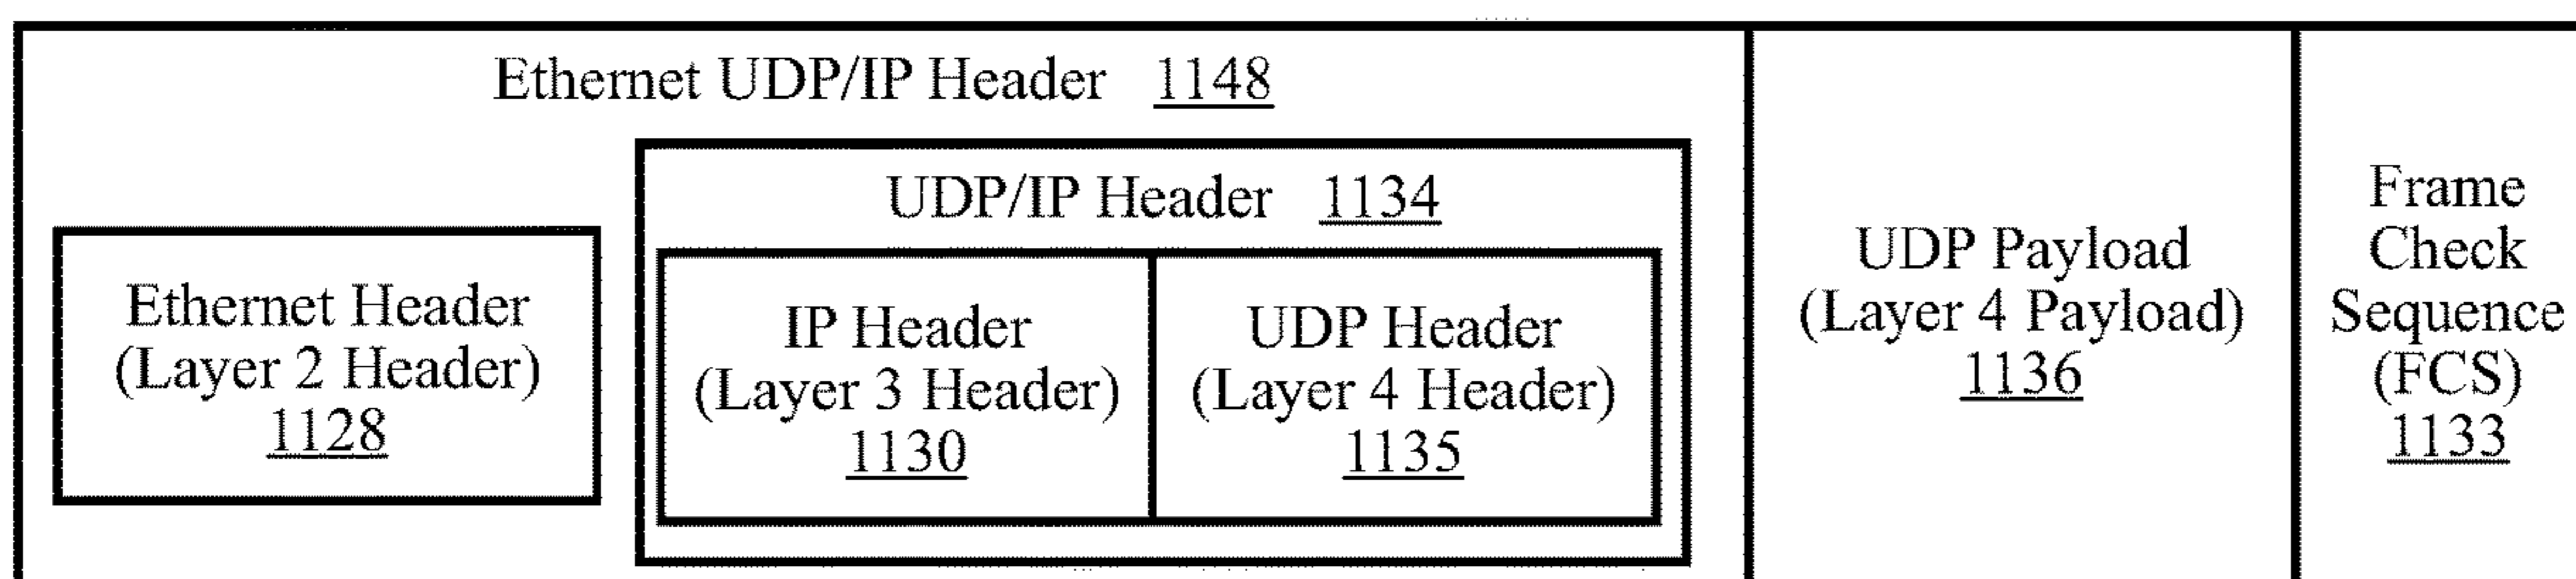 Ethernet UDP/IP Header 1148
UDP/IP Header 1134
Ethernet Header
(Layer 2 Header)
1128
IP Header
(Layer 3 Header)
1130
UDP Header
(Layer 4 Header)
1135
UDP Payload
(Layer 4 Payload)
1136
Frame
Check
Sequence
(FCS)
1133